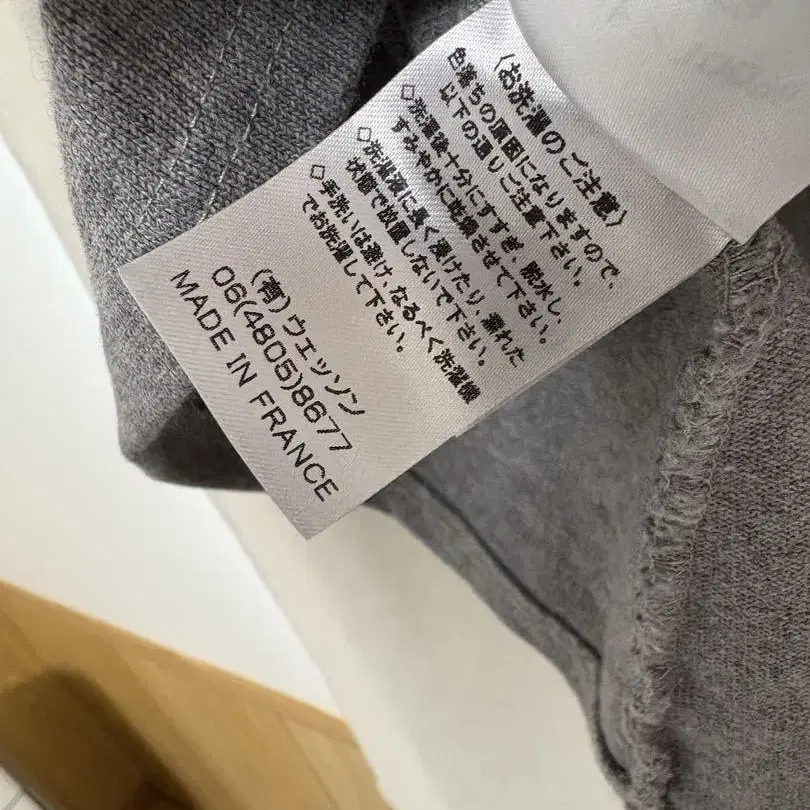 〈お洗濯のご注意〉
色落ちの原因になりますので、
以下の通りご注意下さい。
◇洗濯後十分にすすぎ、脱水し、
すみやかに乾燥させて下さい。
◇洗濯液に長く浸けたり、濡れた
状態で放置しないで下さい。
◇手洗いは避け、なるべく洗濯機
でお洗濯して下さい。
(有)ウェッソン
06(4805)8677
MADE IN FRANCE